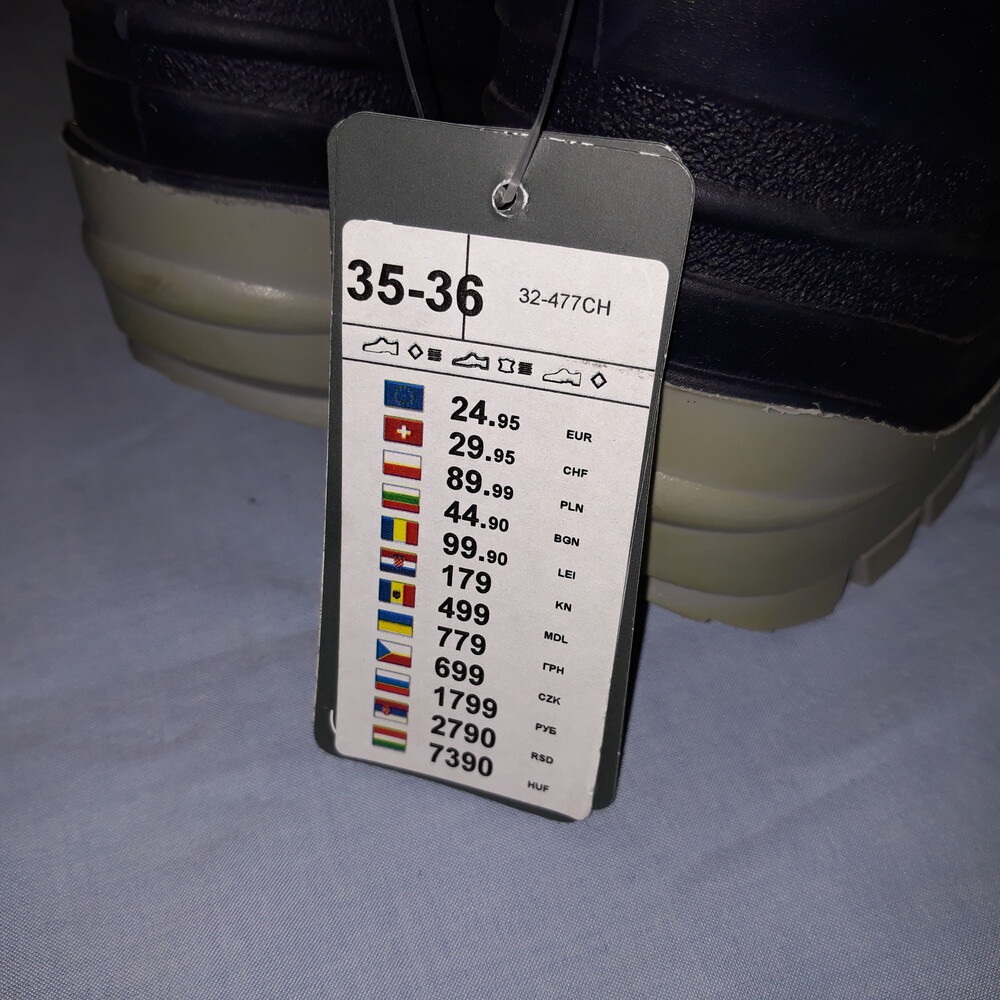 35-36 32-477CH
24.95 EUR
29.95 CHF
89.99 PLN
44.90 BGN
99.90 LEI
179 KN
499 MDL
779 ГРН
699 CZK
1799 РУБ
2790 RSD
7390 HUF